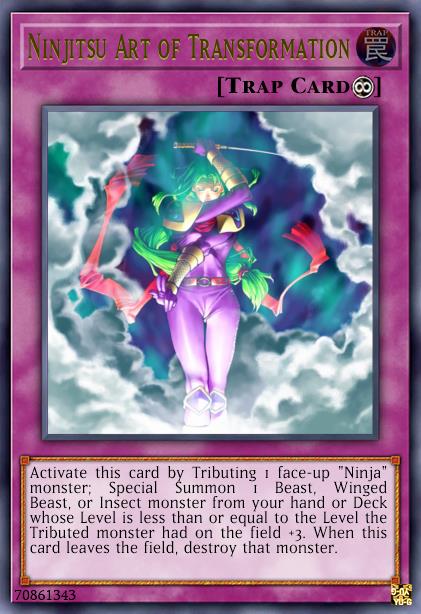 Ninjitsu Art of Transformation
TRAP
罠
[Trap Card♾]
Activate this card by Tributing 1 face-up "Ninja"
monster; Special Summon 1 Beast, Winged
Beast, or Insect monster from your hand or Deck
whose Level is less than or equal to the Level the
Tributed monster had on the field +3. When this
card leaves the field, destroy that monster.
70861343